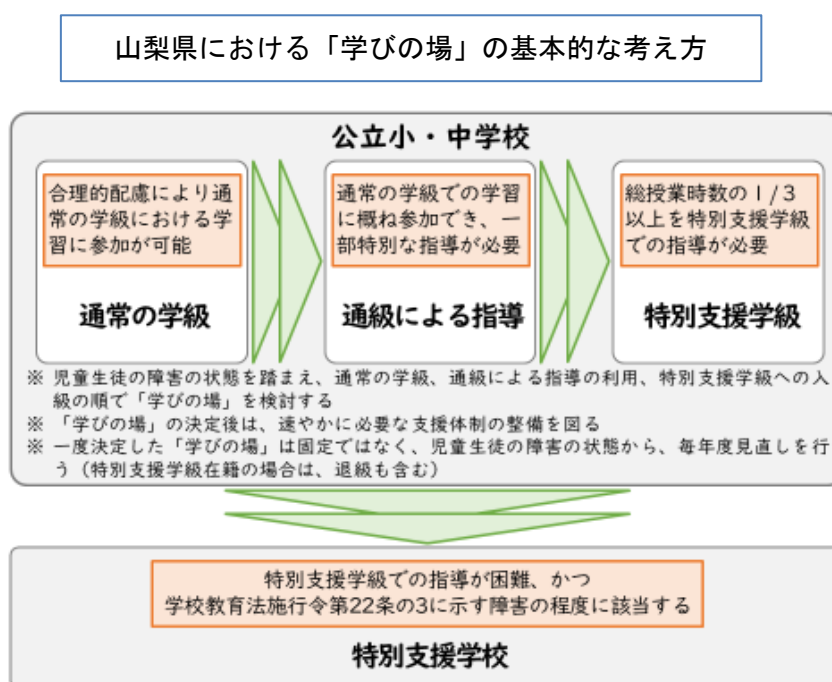 山梨県における「学びの場」の基本的な考え方
公立小・中学校
合理的配慮により通
常の学級における学
習に参加が可能
通常の学級
通常の学級での学習
に概ね参加でき、一
部特別な指導が必要
通級による指導
総授業時数の1/3
以上を特別支援学級
での指導が必要
特別支援学級
※ 児童生徒の障害の状態を踏まえ、通常の学級、通級による指導の利用、特別支援学級への入
級の順で「学びの場」を検討する
※ 「学びの場」の決定後は、速やかに必要な支援体制の整備を図る
※ 一度決定した「学びの場」は固定ではなく、児童生徒の障害の状態から、毎年度見直しを行
う（特別支援学級在籍の場合は、退級も含む）
特別支援学級での指導が困難、かつ
学校教育法施行令第22条の3に示す障害の程度に該当する
特別支援学校